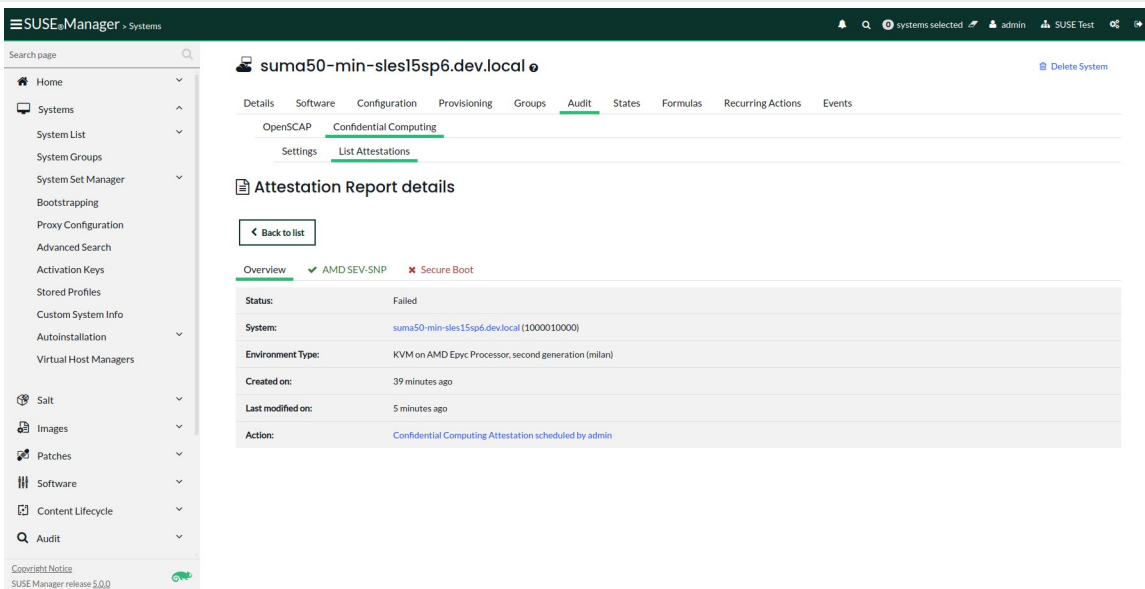 SUSE®Manager > Systems
0 systems selected admin SUSE Test
Search page
Home
Systems
System List
System Groups
System Set Manager
Bootstrapping
Proxy Configuration
Advanced Search
Activation Keys
Stored Profiles
Custom System Info
Autoinstallation
Virtual Host Managers
Salt
Images
Patches
Software
Content Lifecycle
Audit
Copyright Notice
SUSE Manager release 5.0.0
suma50-min-sles15sp6.dev.local
Delete System
Details Software Configuration Provisioning Groups Audit States Formulas Recurring Actions Events
OpenSCAP Confidential Computing
Settings List Attestations
Attestation Report details
Back to list
Overview AMD SEV-SNP Secure Boot
Status: Failed
System: suma50-min-sles15sp6.dev.local (1000010000)
Environment Type: KVM on AMD Epyc Processor, second generation (milan)
Created on: 39 minutes ago
Last modified on: 5 minutes ago
Action: Confidential Computing Attestation scheduled by admin